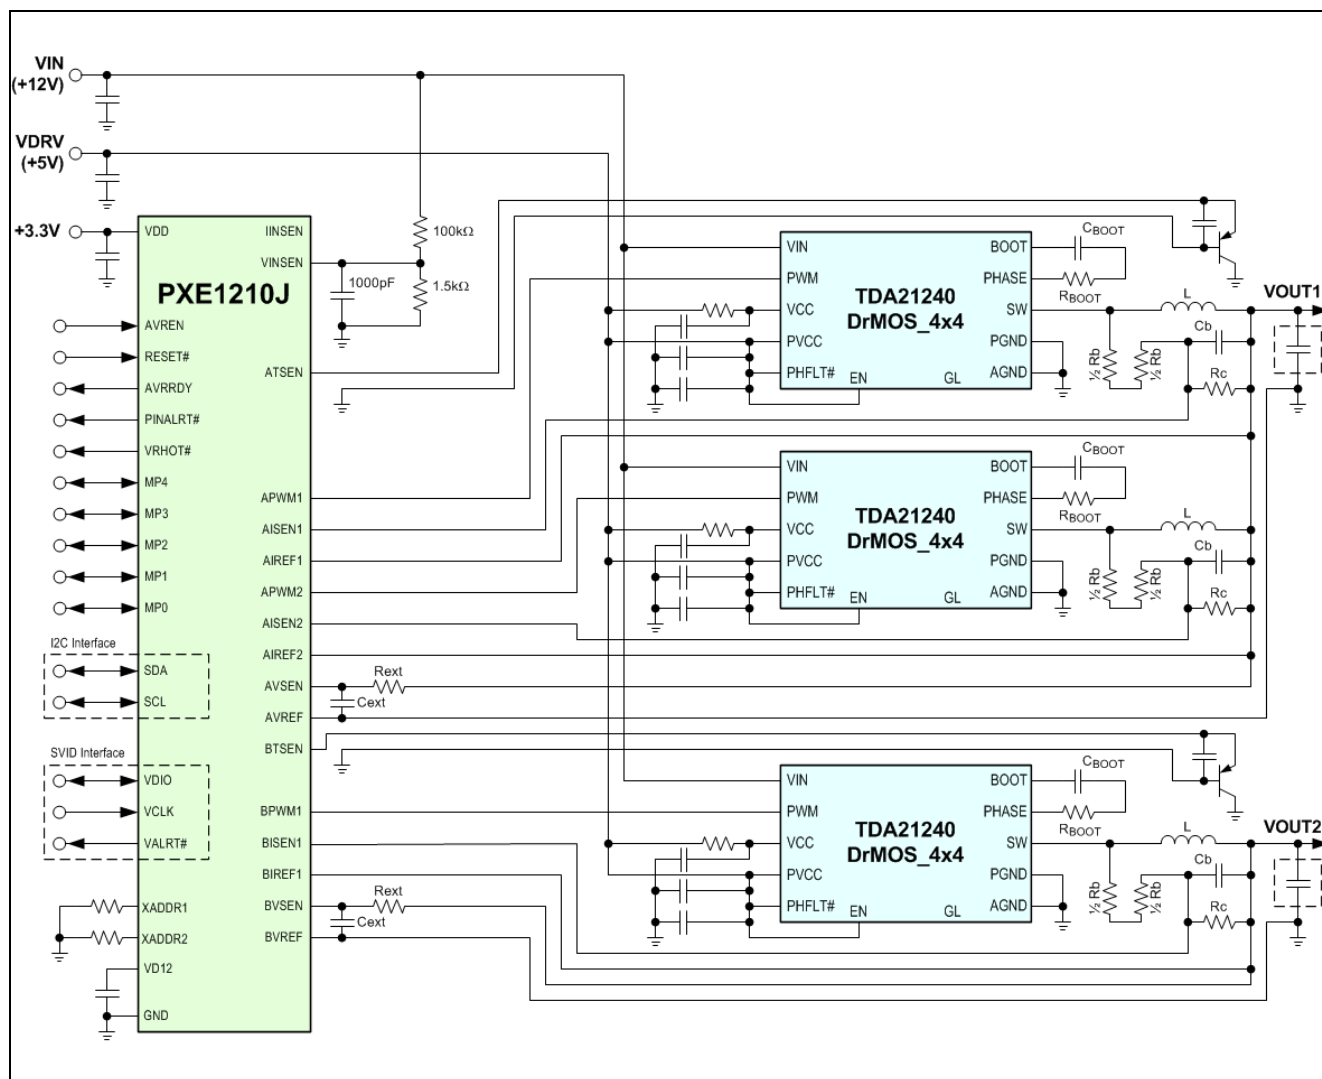 VIN
(+12V)
VDRV
(+5V)
+3.3V
VDD
IINSEN
VINSEN
PXE1210J
100kΩ
1.5kΩ
1000pF
AVREN
RESET#
AVRRDY
PINALRT#
VRHOT#
MP4
MP3
MP2
MP1
MP0
I2C Interface
SDA
SCL
SVID Interface
VDIO
VCLK
VALRT#
XADDR1
XADDR2
VD12
GND
ATSEN
APWM1
AISEN1
AIREF1
APWM2
AISEN2
AIREF2
AVSEN
AVREF
BTSEN
BPWM1
BISEN1
BIREF1
BVSEN
BVREF
Rext
Cext
Rext
Cext
VIN
PWM
VCC
PVCC
PHFLT#
EN
GL
TDA21240
DrMOS_4x4
BOOT
PHASE
SW
PGND
AGND
CBOOT
RBOOT
L
VOUT1
Cb
½ Rb
½ Rb
Rc
VIN
PWM
VCC
PVCC
PHFLT#
EN
GL
TDA21240
DrMOS_4x4
BOOT
PHASE
SW
PGND
AGND
CBOOT
RBOOT
L
Cb
½ Rb
½ Rb
Rc
VIN
PWM
VCC
PVCC
PHFLT#
EN
GL
TDA21240
DrMOS_4x4
BOOT
PHASE
SW
PGND
AGND
CBOOT
RBOOT
L
VOUT2
Cb
½ Rb
½ Rb
Rc